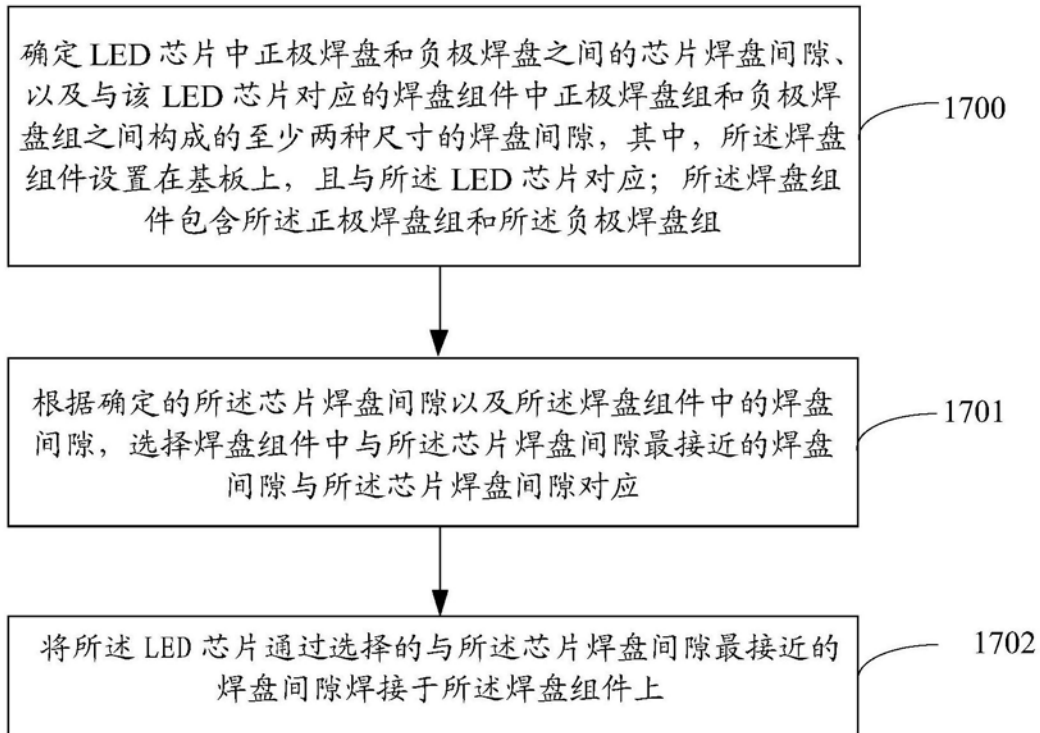 确定 LED 芯片中正极焊盘和负极焊盘之间的芯片焊盘间隙、
以及与该 LED 芯片对应的焊盘组件中正极焊盘组和负极焊
盘组之间构成的至少两种尺寸的焊盘间隙，其中，所述焊盘
组件设置在基板上，且与所述 LED 芯片对应；所述焊盘组
件包含所述正极焊盘组和所述负极焊盘组
1700
根据确定的所述芯片焊盘间隙以及所述焊盘组件中的焊盘
间隙，选择焊盘组件中与所述芯片焊盘间隙最接近的焊盘
间隙与所述芯片焊盘间隙对应
1701
将所述 LED 芯片通过选择的与所述芯片焊盘间隙最接近的
焊盘间隙焊接于所述焊盘组件上
1702